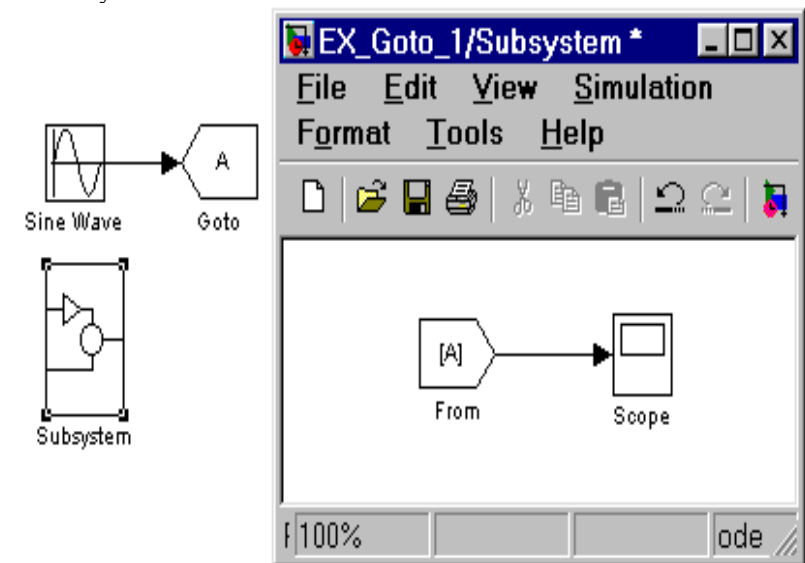 EX_Goto_1/Subsystem *
File Edit View Simulation
Format Tools Help
A
Sine Wave Goto
[A]
From Scope
Subsystem
100% ode